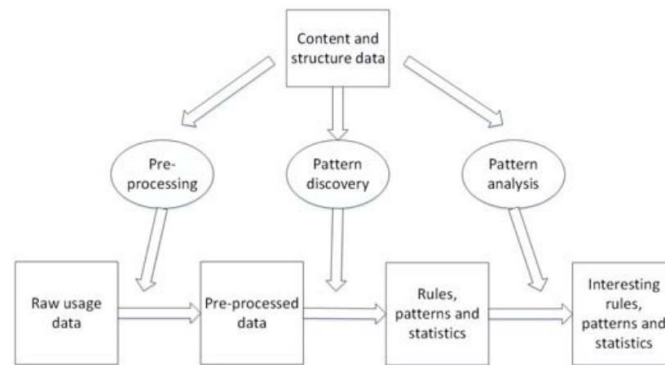 Content and
structure data
Pre-
processing
Pattern
discovery
Pattern
analysis
Raw usage
data
Pre-processed
data
Rules,
patterns and
statistics
Interesting
rules,
patterns and
statistics